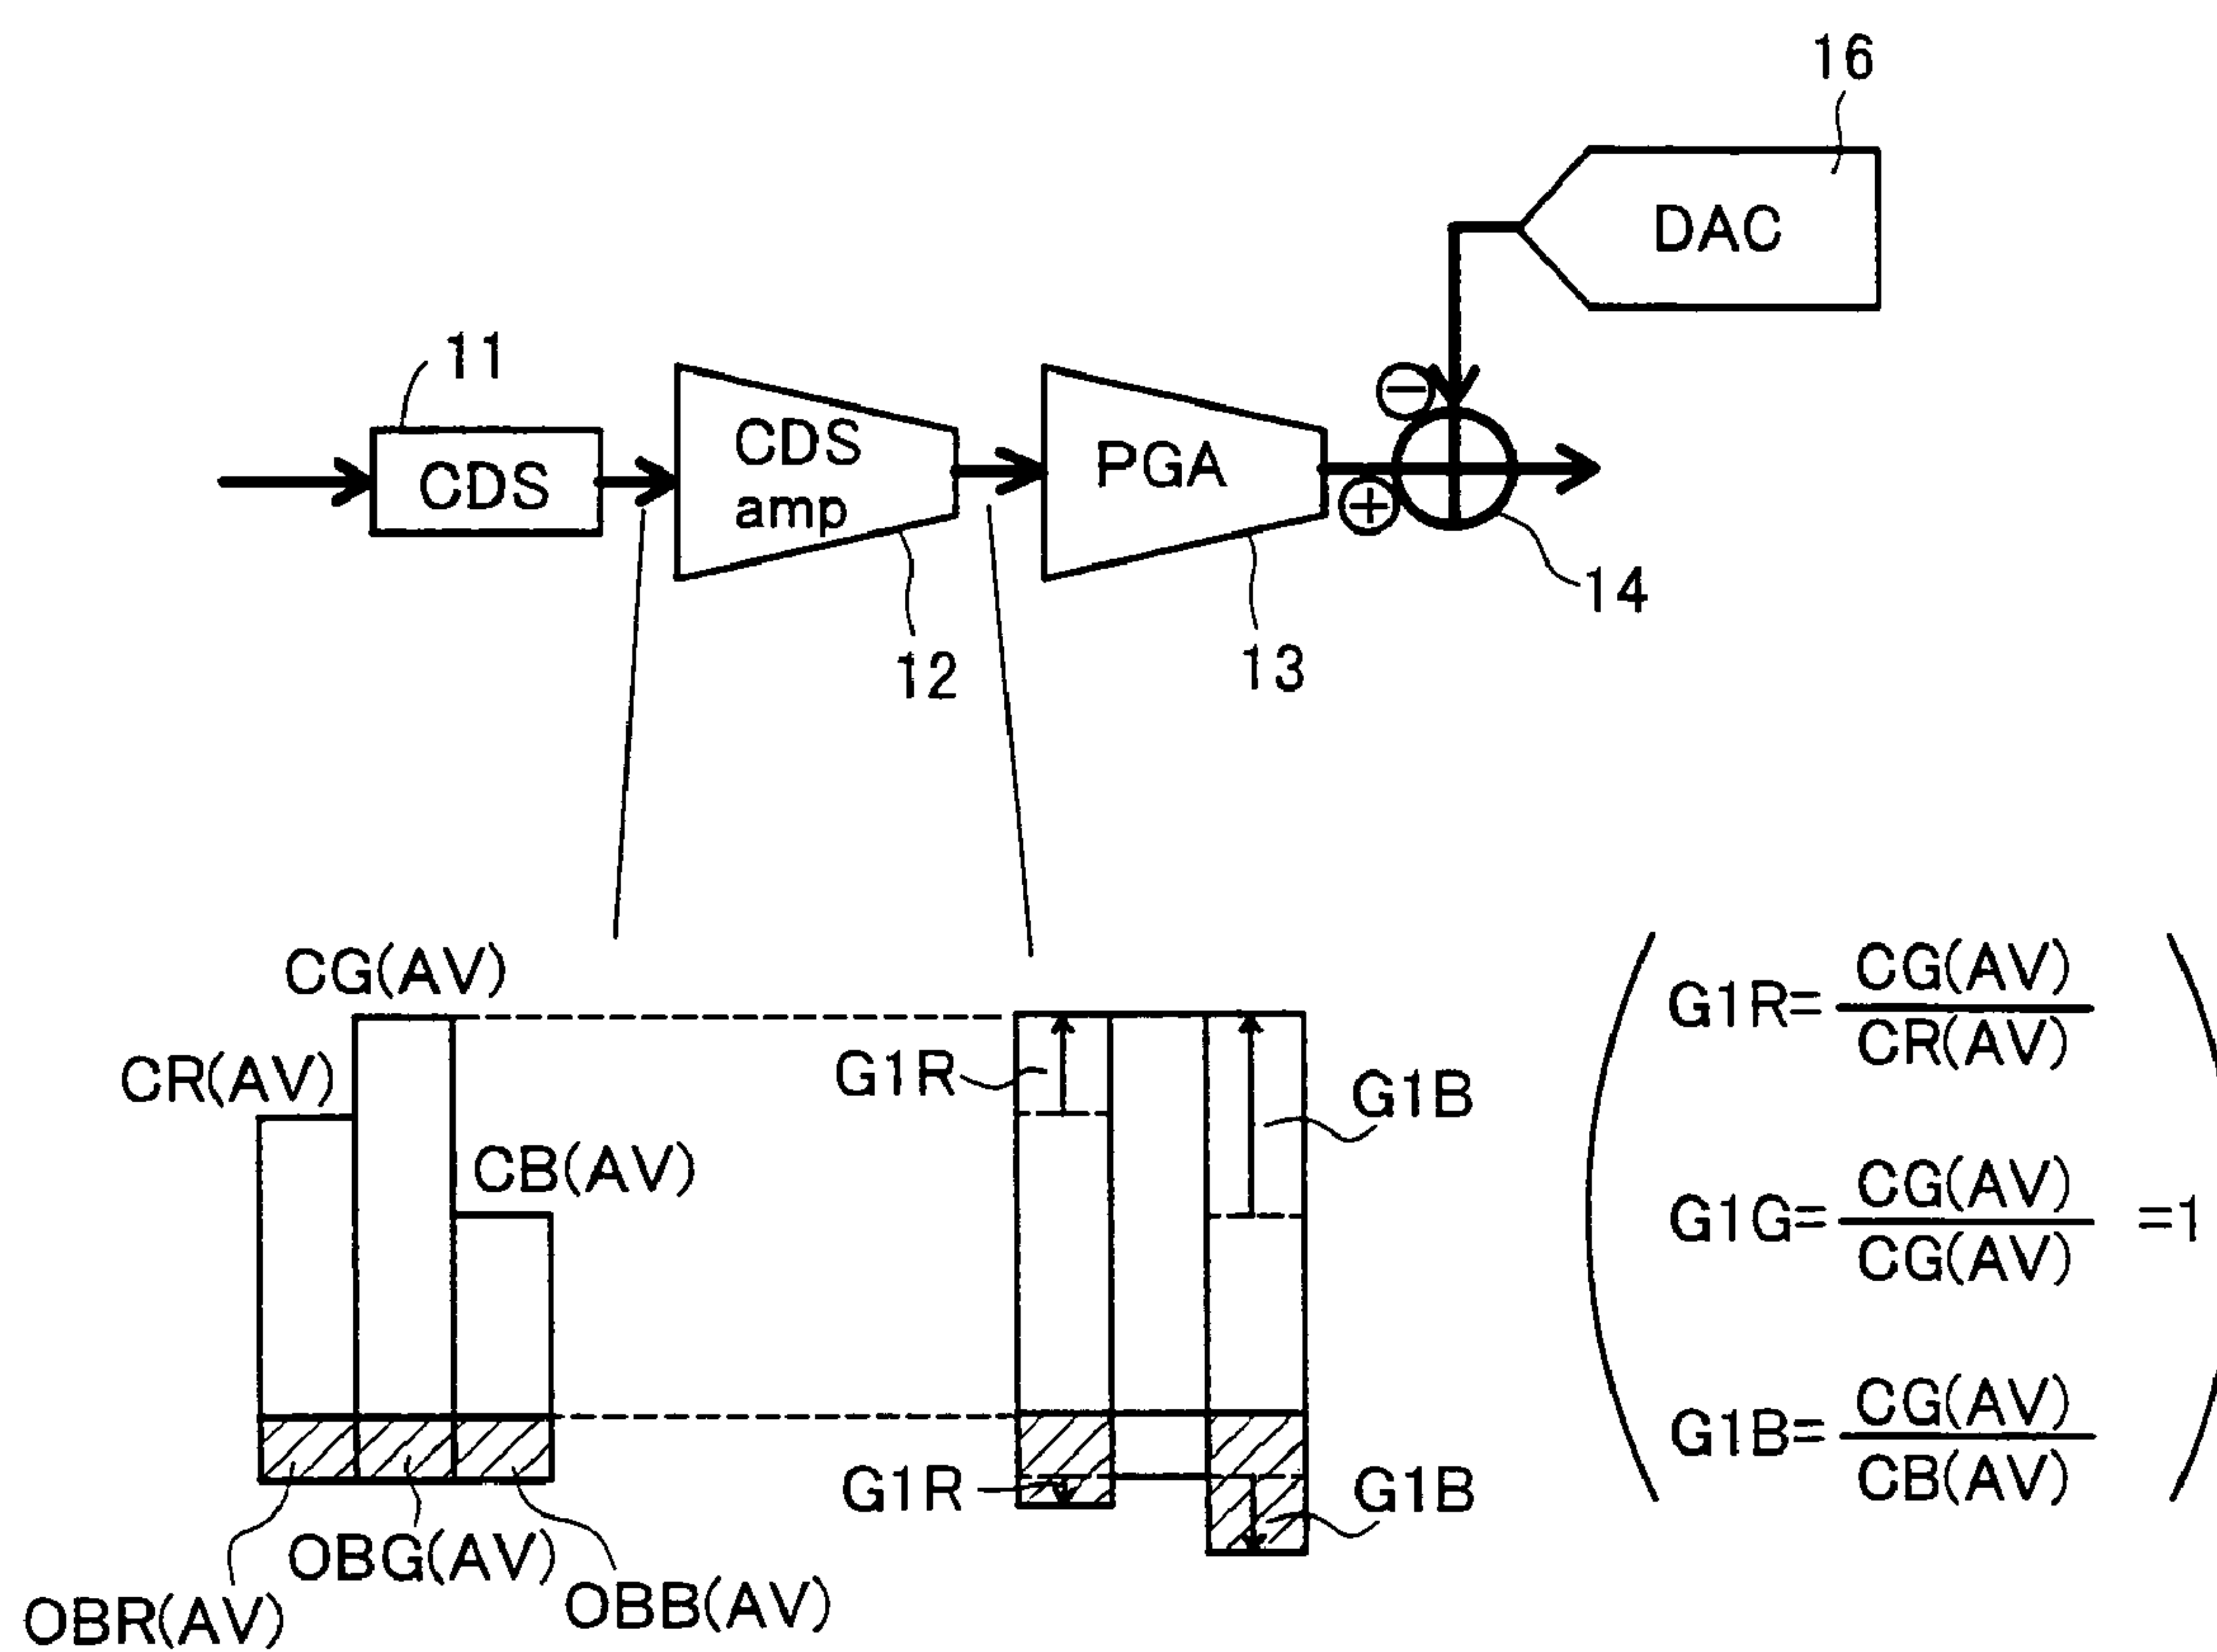 16
DAC
11
CDS
CDS
amp
PGA
−
+
14
12
13
CG(AV)
CR(AV)
CB(AV)
G1R
G1B
G1R
G1B
OBG(AV)
OBR(AV)
OBB(AV)
G1R= CG(AV)
CR(AV)
G1G= CG(AV) =1
CG(AV)
G1B= CG(AV)
CB(AV)